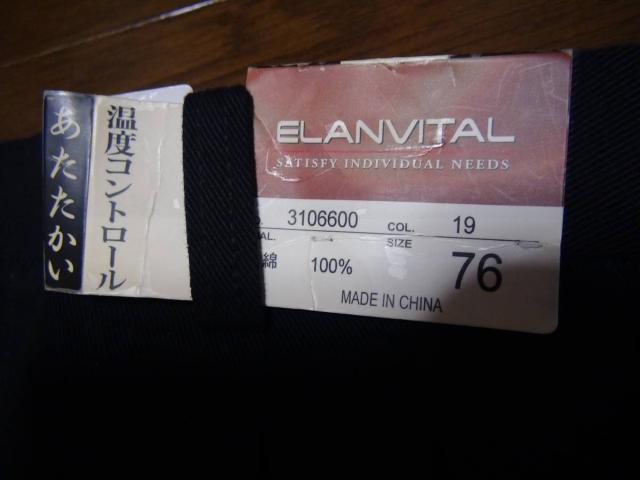 あたたかい
温度コントロール
ELANVITAL
SATISFY INDIVIDUAL NEEDS
3106600 COL. 19
SIZE 76
綿 100%
MADE IN CHINA